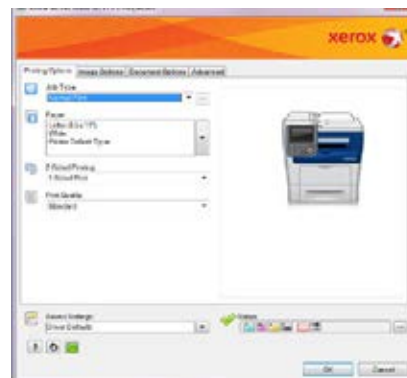 xerox
Printing Options Image Options Document Options Advanced
Job Type
Normal Print
Paper
Letter (8.5 x 11")
White
Printer Default Type
2-Sided Printing
1-Sided Print
Print Quality
Standard
Saved Settings
Driver Defaults
Status
?
OK
Cancel